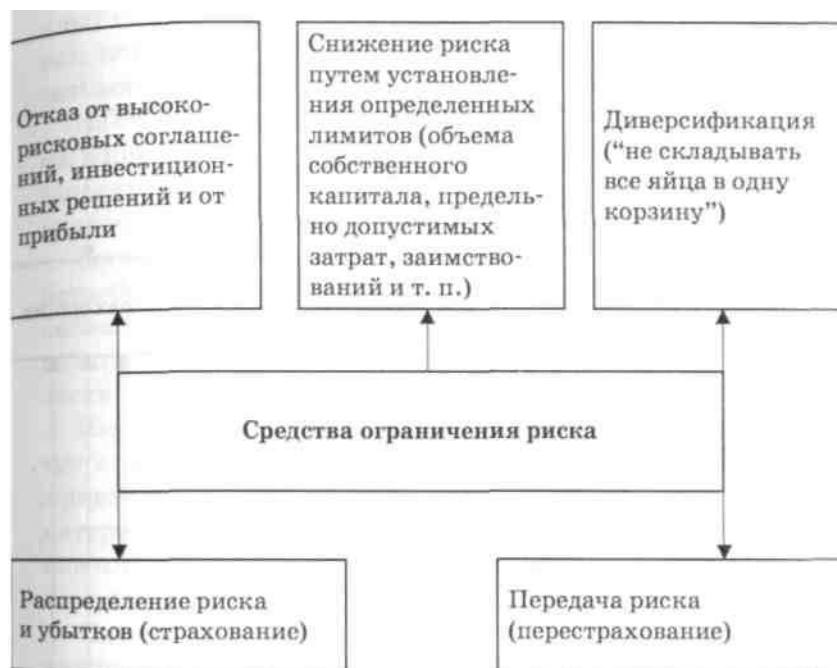 Отказ от высоко-
рисковых соглаше-
ний, инвестицион-
ных решений и от
прибыли
Снижение риска
путем установле-
ния определенных
лимитов (объема
собственного
капитала, предель-
но допустимых
затрат, заимство-
ваний и т. п.)
Диверсификация
(“не складывать
все яйца в одну
корзину”)
Средства ограничения риска
Распределение риска
и убытков (страхование)
Передача риска
(перестрахование)